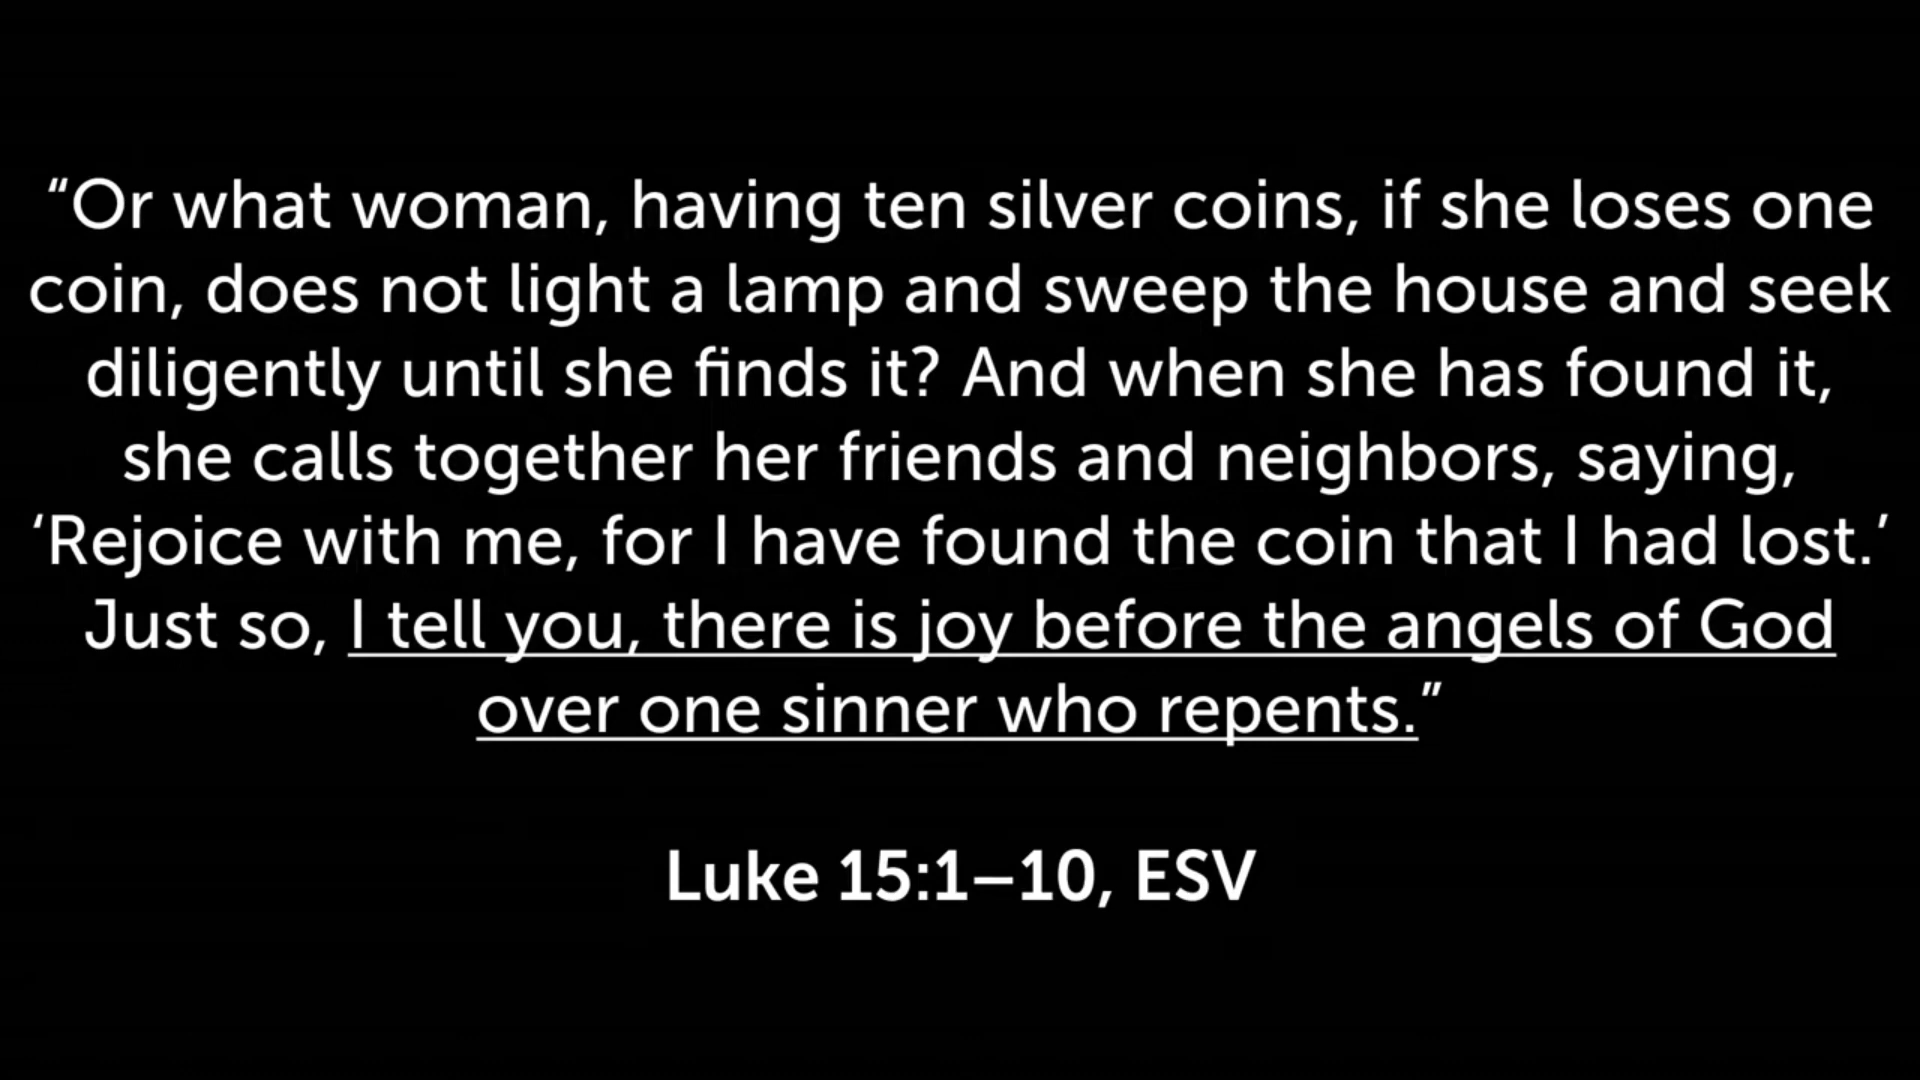 “Or what woman, having ten silver coins, if she loses one
coin, does not light a lamp and sweep the house and seek
diligently until she finds it? And when she has found it,
she calls together her friends and neighbors, saying,
‘Rejoice with me, for I have found the coin that I had lost.’
Just so, I tell you, there is joy before the angels of God
over one sinner who repents.”
Luke 15:1–10, ESV